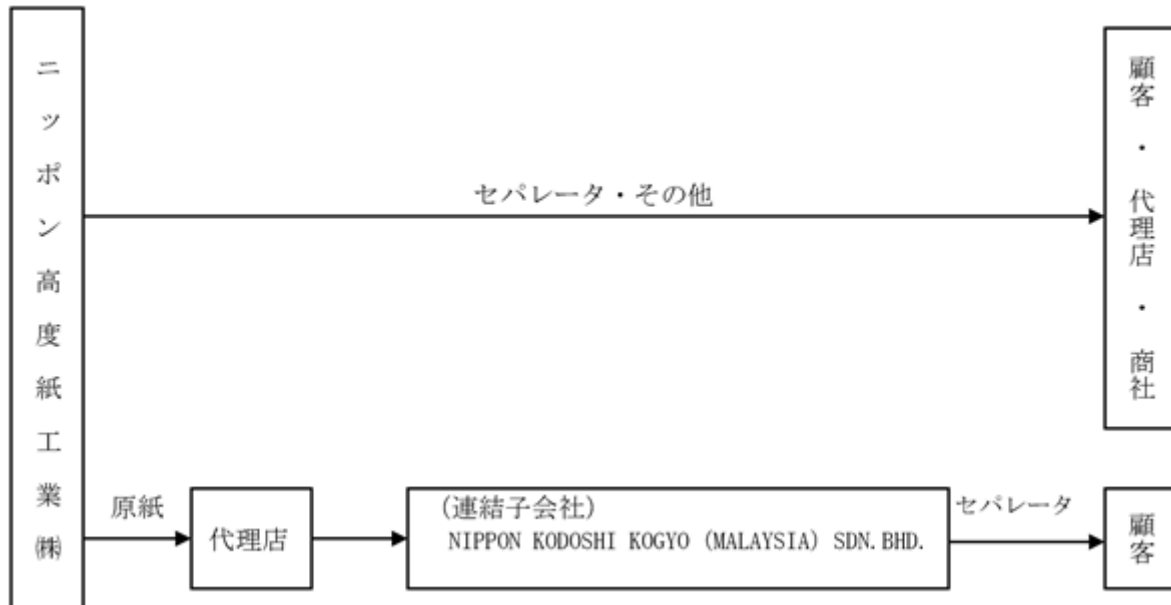 ニッポン高度紙工業㈱
セパレータ・その他
顧客・代理店・商社
原紙
代理店
(連結子会社)
NIPPON KODOSHI KOGYO (MALAYSIA) SDN.BHD.
セパレータ
顧客